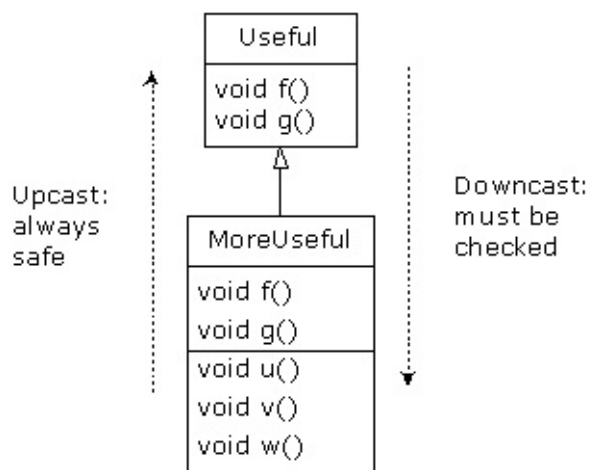 Useful
void f()
void g()
Upcast:
always
safe
Downcast:
must be
checked
MoreUseful
void f()
void g()
void u()
void v()
void w()